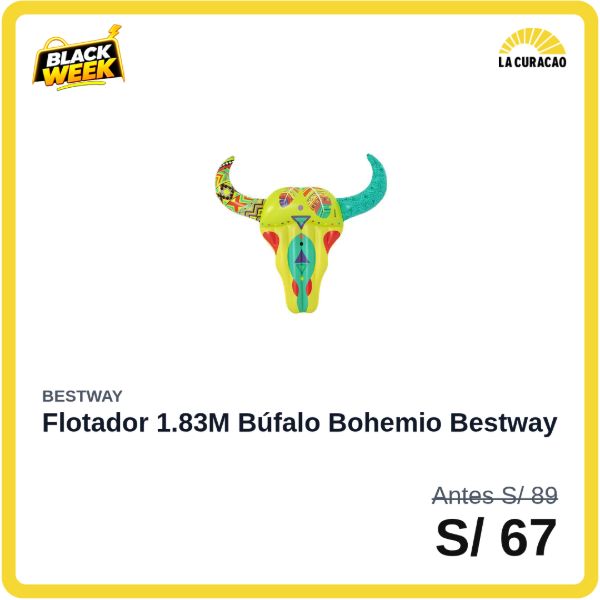 BLACK
WEEK
LA CURACAO
BESTWAY
Flotador 1.83M Búfalo Bohemio Bestway
Antes S/ 89
S/ 67